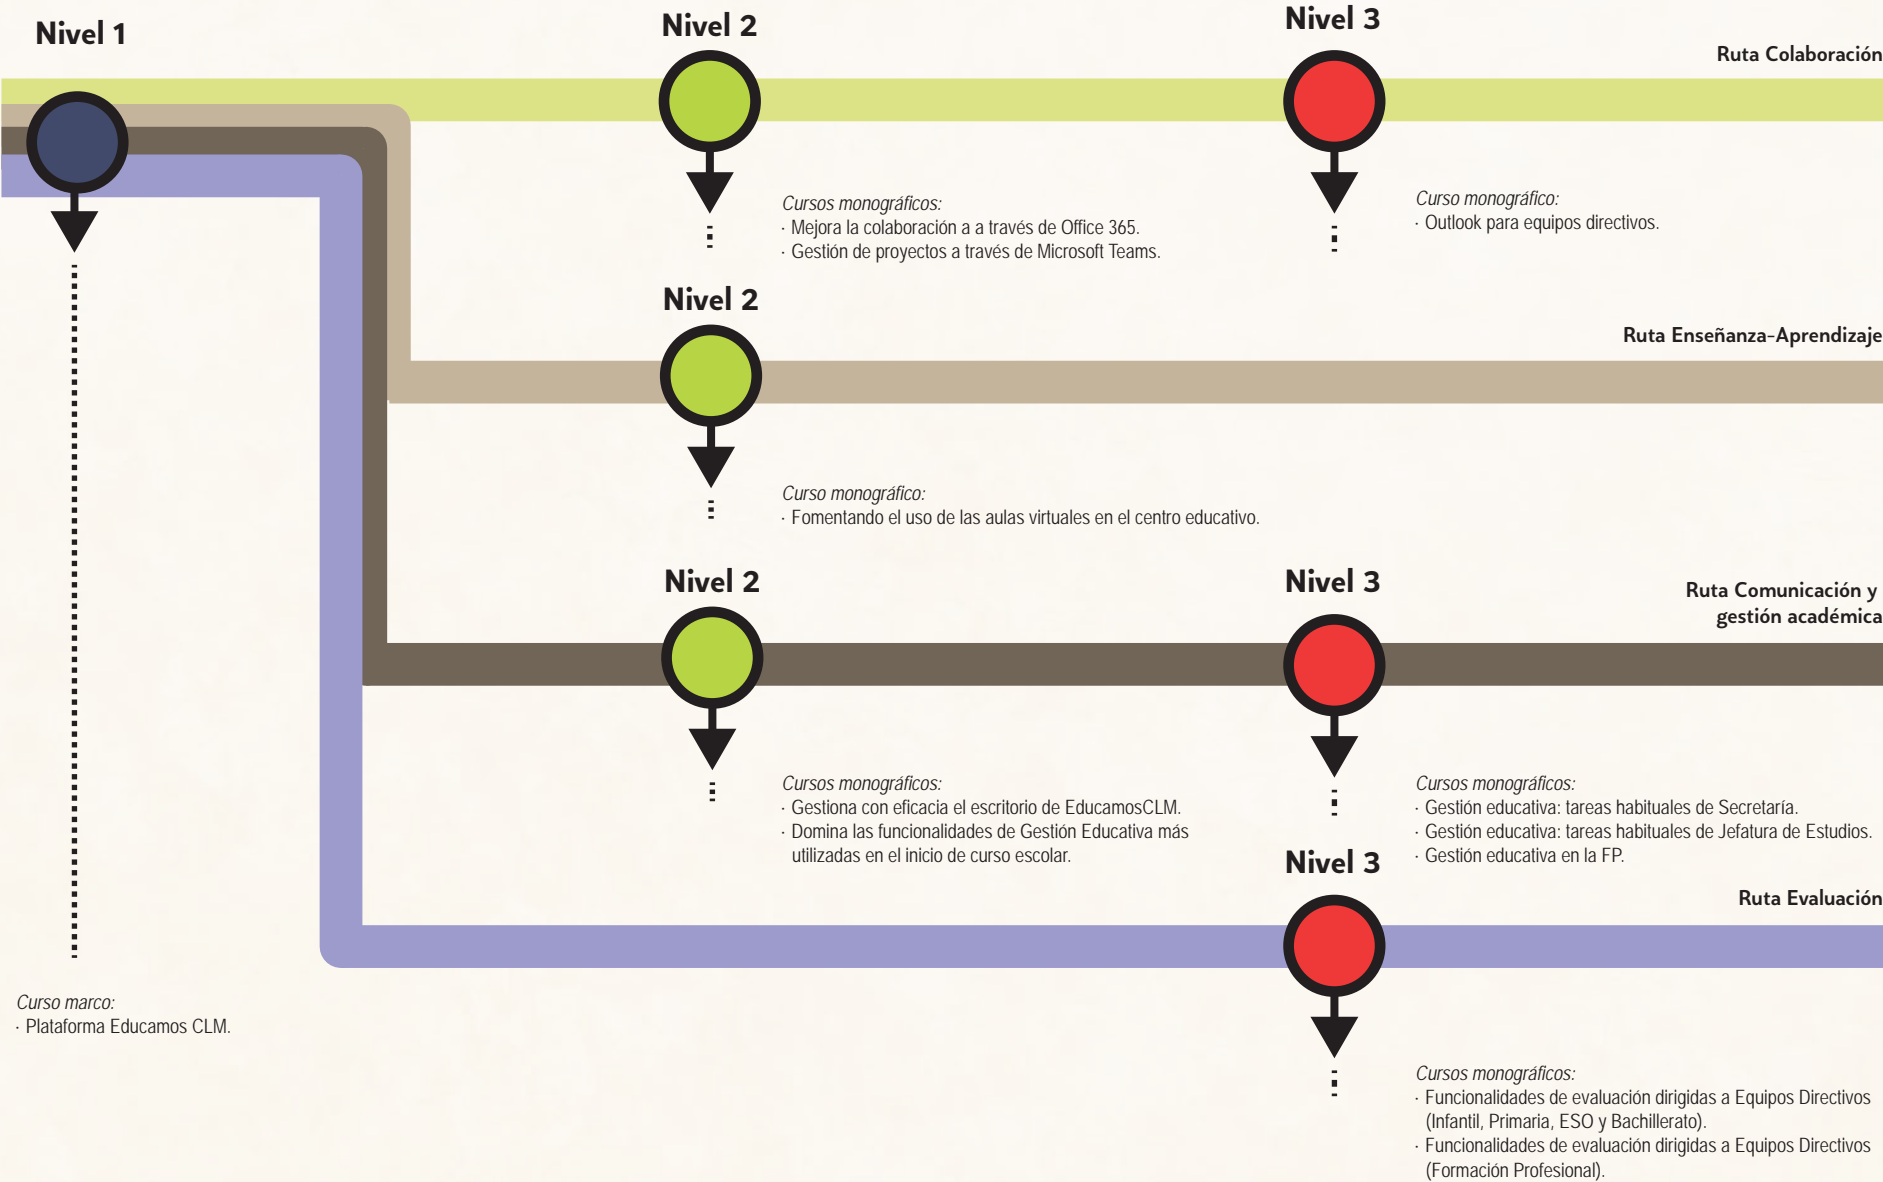 Nivel 1
Nivel 2
Nivel 3
Ruta Colaboración
Cursos monográficos:
· Mejora la colaboración a a través de Office 365.
· Gestión de proyectos a través de Microsoft Teams.
Curso monográfico:
· Outlook para equipos directivos.
Nivel 2
Ruta Enseñanza-Aprendizaje
Curso monográfico:
· Fomentando el uso de las aulas virtuales en el centro educativo.
Nivel 2
Nivel 3
Ruta Comunicación y
gestión académica
Cursos monográficos:
· Gestiona con eficacia el escritorio de EducamosCLM.
· Domina las funcionalidades de Gestión Educativa más
utilizadas en el inicio de curso escolar.
Cursos monográficos:
· Gestión educativa: tareas habituales de Secretaría.
· Gestión educativa: tareas habituales de Jefatura de Estudios.
· Gestión educativa en la FP.
Nivel 3
Ruta Evaluación
Curso marco:
· Plataforma Educamos CLM.
Cursos monográficos:
· Funcionalidades de evaluación dirigidas a Equipos Directivos
(Infantil, Primaria, ESO y Bachillerato).
· Funcionalidades de evaluación dirigidas a Equipos Directivos
(Formación Profesional).